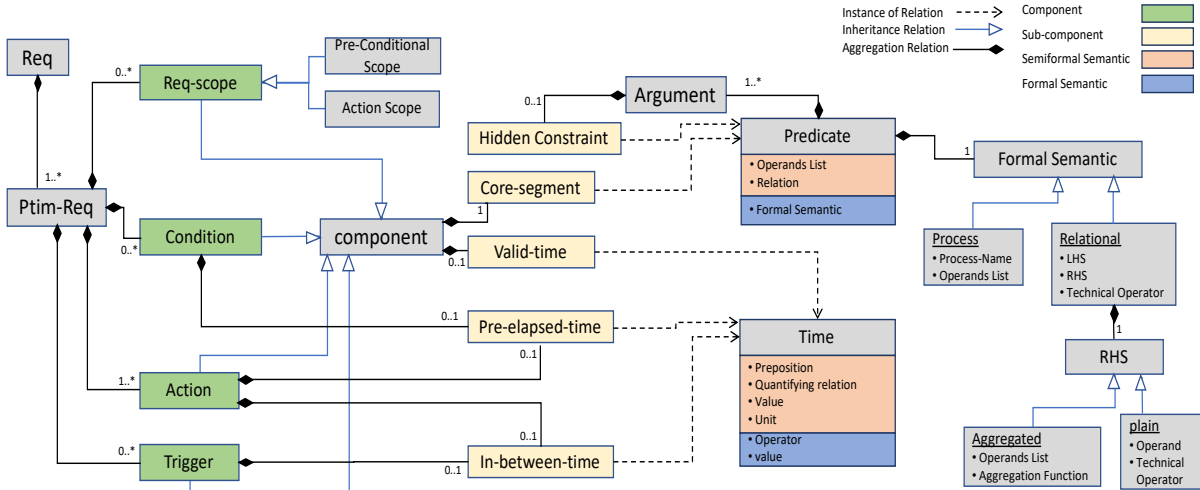 Instance of Relation
Inheritance Relation
Aggregation Relation
Component
Sub-component
Semiformal Semantic
Formal Semantic
Req
1..*
Ptim-Req
0..*
Req-scope
Pre-Conditional
Scope
Action Scope
0..*
Condition
component
1..*
Action
0..*
Trigger
0..1
Hidden Constraint
1
Core-segment
0..1
Valid-time
0..1
Pre-elapsed-time
0..1
0..1
0..1
In-between-time
Argument
1..*
Predicate
• Operands List
• Relation
• Formal Semantic
Time
• Preposition
• Quantifying relation
• Value
• Unit
• Operator
• value
1
Formal Semantic
Process
• Process-Name
• Operands List
Relational
• LHS
• RHS
• Technical Operator
1
RHS
Aggregated
• Operands List
• Aggregation Function
plain
• Operand
• Technical
Operator